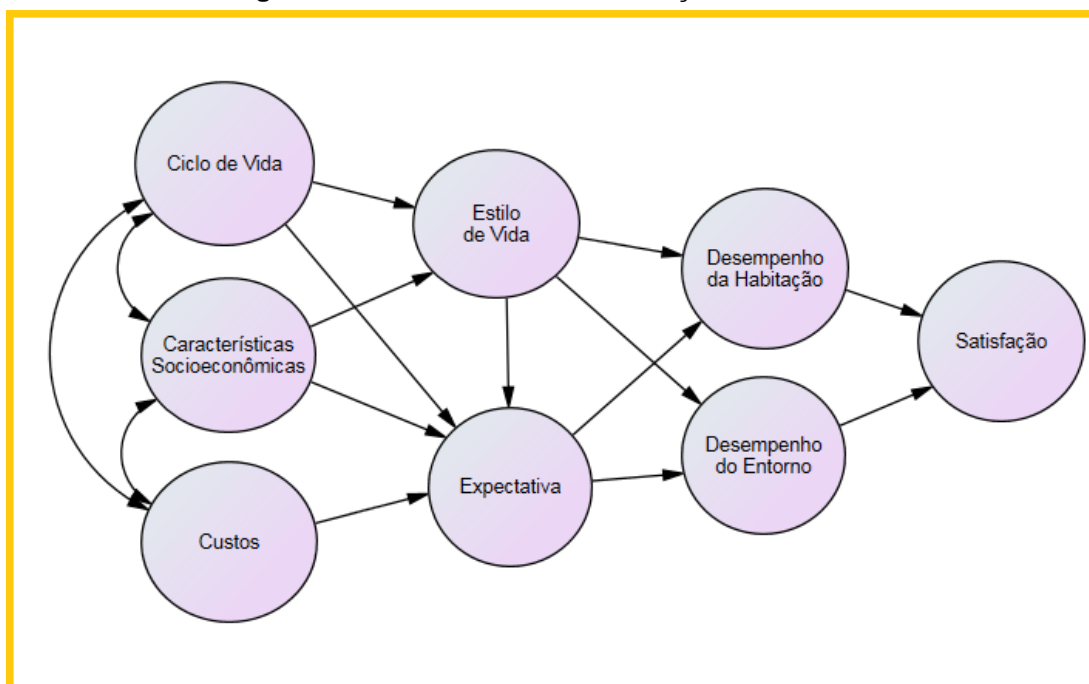 Ciclo de Vida
Estilo
de Vida
Desempenho
da Habitação
Características
Socioeconômicas
Satisfação
Desempenho
do Entorno
Expectativa
Custos